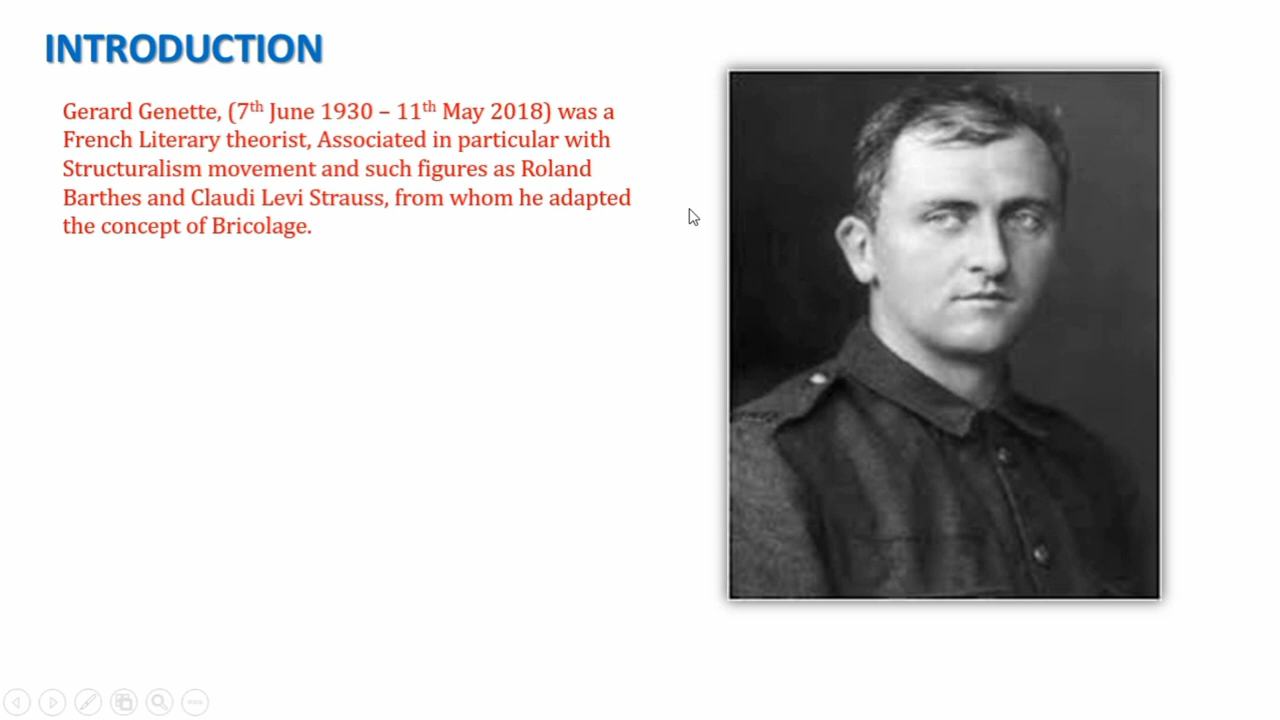 INTRODUCTION
Gerard Genette, (7th June 1930 – 11th May 2018) was a
French Literary theorist, Associated in particular with
Structuralism movement and such figures as Roland
Barthes and Claudi Levi Strauss, from whom he adapted
the concept of Bricolage.